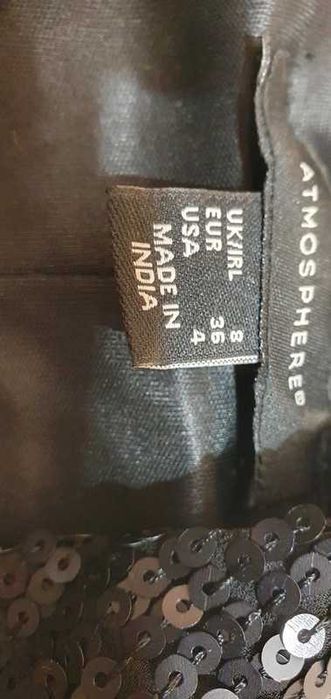 ATMOSPHERE®
UK/IRL 8
EUR 36
USA 4
MADE IN
INDIA